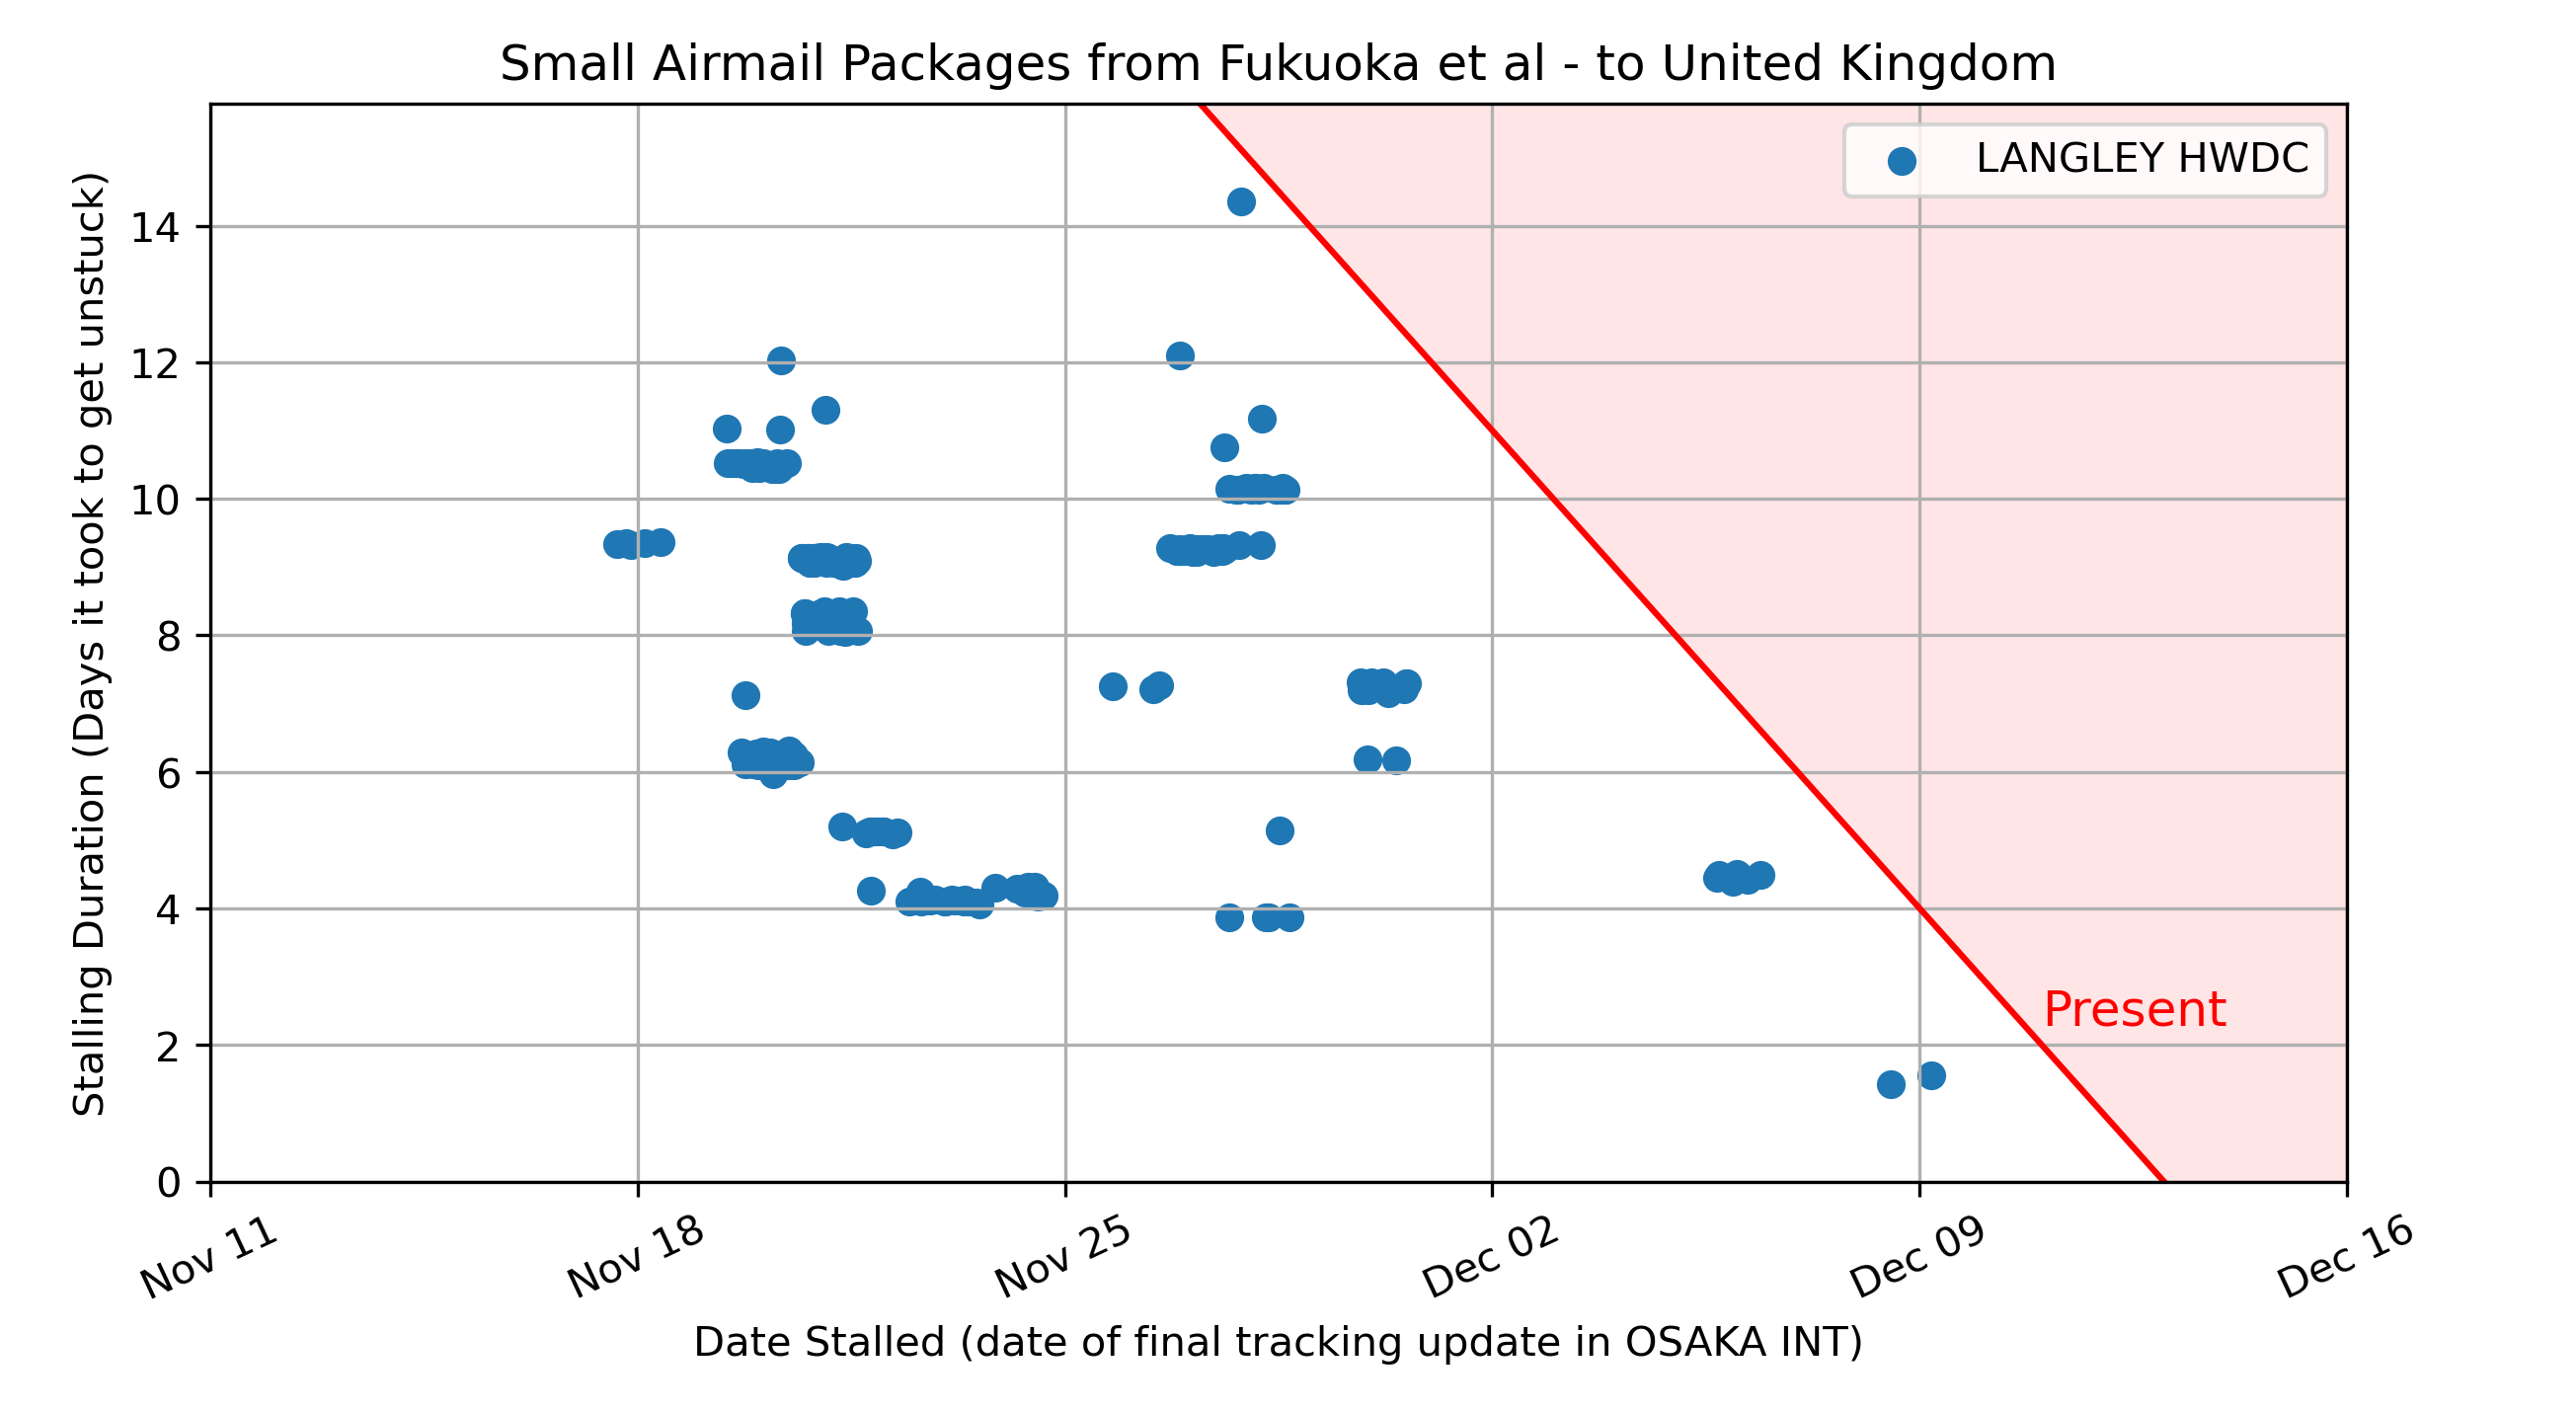 Small Airmail Packages from Fukuoka et al - to United Kingdom
LANGLEY HWDC
Stalling Duration (Days it took to get unstuck)
14
12
10
8
6
4
2
0
Present
Nov 11
Nov 18
Nov 25
Dec 02
Dec 09
Dec 16
Date Stalled (date of final tracking update in OSAKA INT)